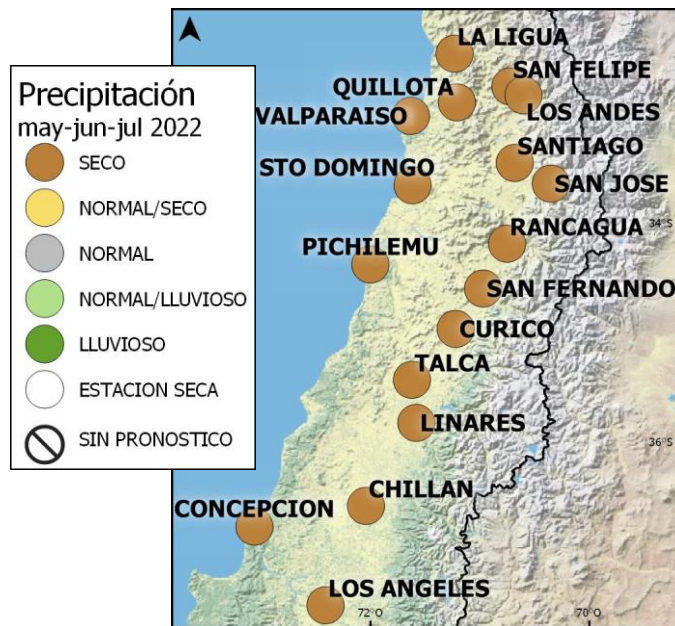 Precipitación
may-jun-jul 2022
SECO
NORMAL/SECO
NORMAL
NORMAL/LLUVIOSO
LLUVIOSO
ESTACION SECA
SIN PRONOSTICO
LA LIGUA
SAN FELIPE
QUILLOTA
LOS ANDES
VALPARAISO
SANTIAGO
STO DOMINGO
SAN JOSE
34°S
RANCAGUA
PICHILEMU
SAN FERNANDO
CURICO
TALCA
LINARES
36°S
CHILLAN
CONCEPCION
LOS ANGELES
72°O
70°O